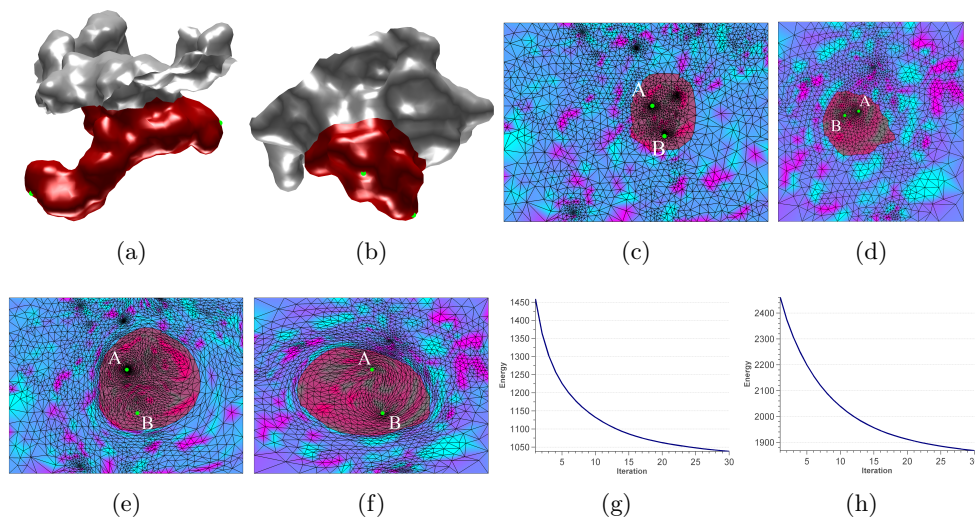 A
B
A
B
(a)
(b)
(c)
(d)
A
B
A
B
1450
1400
1350
1300
1250
1200
1150
1100
1050
Energy
5
10
15
20
25
30
Iteration
2400
2300
2200
2100
2000
1900
Energy
5
10
15
20
25
30
Iteration
(e)
(f)
(g)
(h)